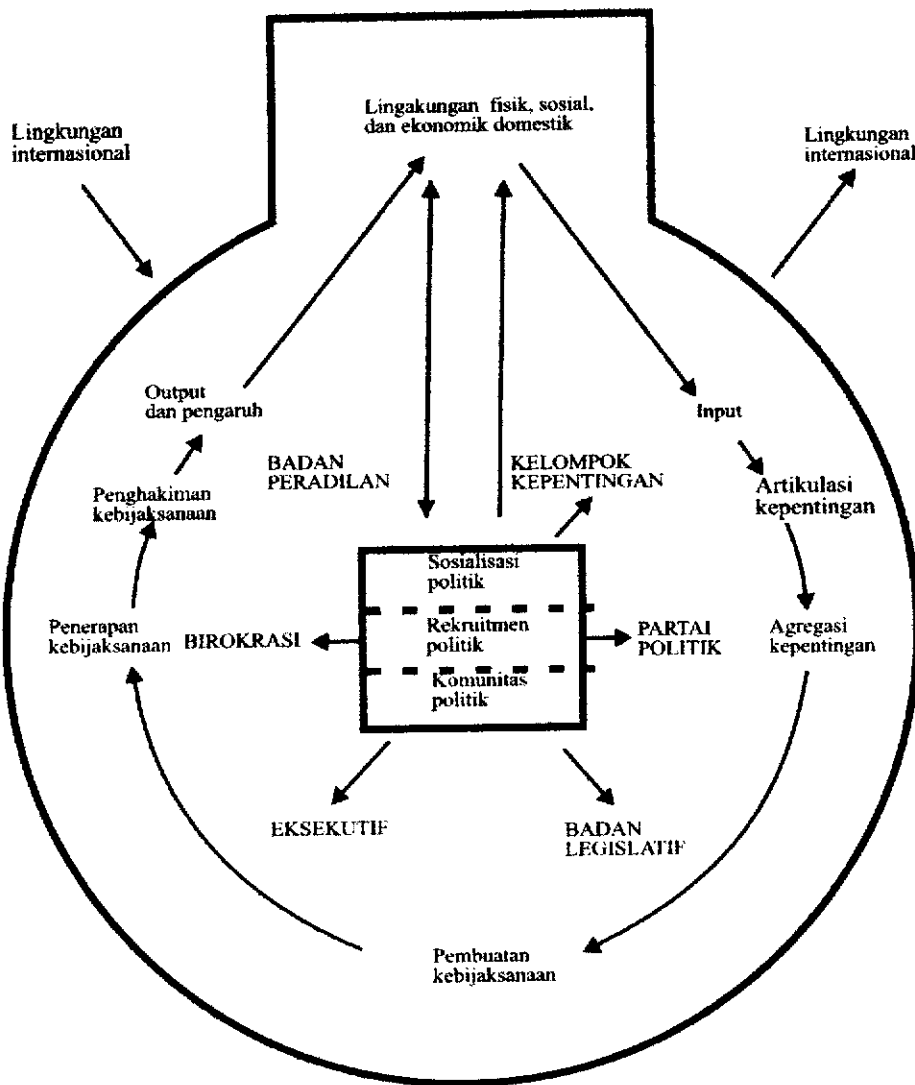 Lingakungan fisik, sosial,
dan ekonomik domestik
Lingkungan
internasional
Lingkungan
internasional
Output
dan pengaruh
Input
BADAN
PERADILAN
KELOMPOK
KEPENTINGAN
Penghakiman
kebijaksanaan
Artikulasi
kepentingan
Sosialisasi
politik
Penerapan
kebijaksanaan
BIROKRASI
Rekruitmen
politik
PARTAI
POLITIK
Agregasi
kepentingan
Komunitas
politik
EKSEKUTIF
BADAN
LEGISLATIF
Pembuatan
kebijaksanaan